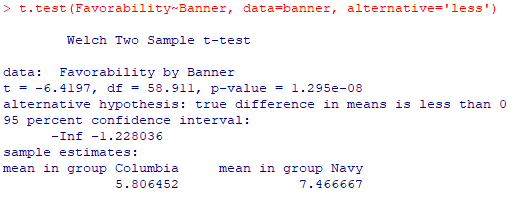 > t.test(Favorability~Banner, data=banner, alternative='less')
Welch Two Sample t-test
data:  Favorability by Banner
t = -6.4197, df = 58.911, p-value = 1.295e-08
alternative hypothesis: true difference in means is less than 0
95 percent confidence interval:
-Inf -1.228036
sample estimates:
mean in group Columbia     mean in group Navy
5.806452               7.466667